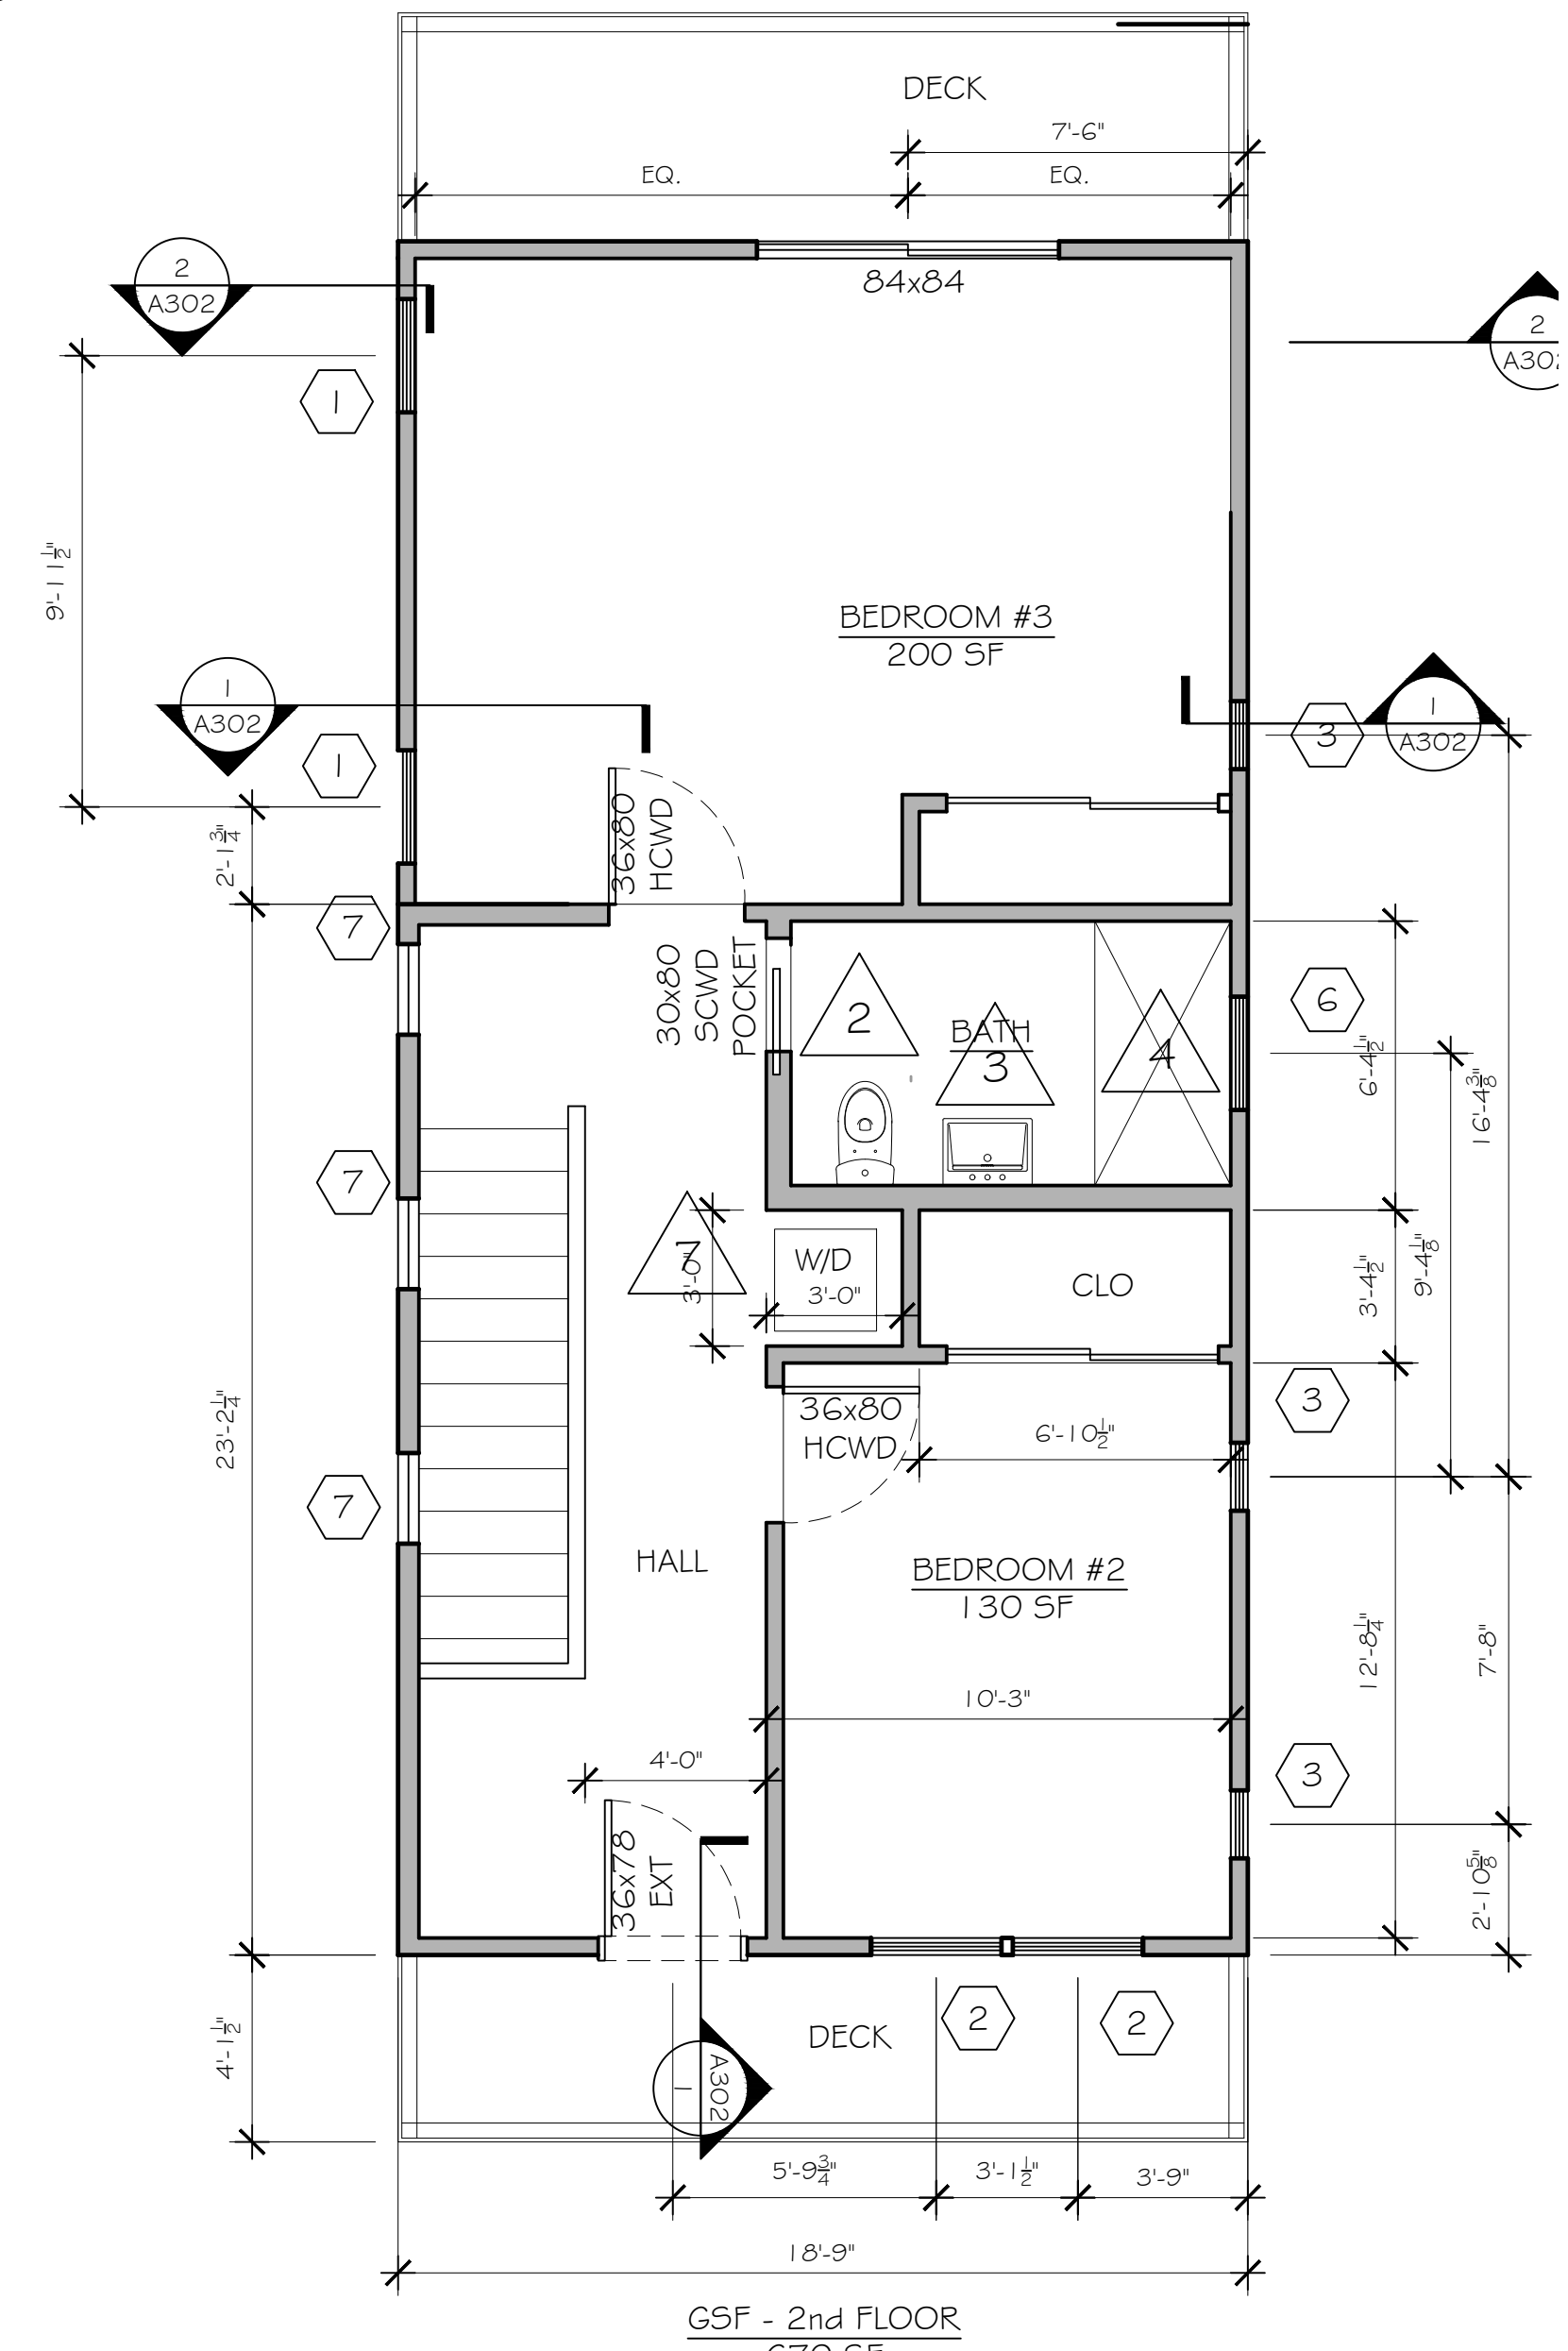 DECK
7'-6"
EQ.
EQ.
84x84
2
A302
2
1
9'-11 1/2"
BEDROOM #3
200 SF
1
A302
1
A302
3
1
36x80
HCWD
2'-1 3/4"
7
30x80
SCWD
POCKET
2
BATH
3
4
6
6'-4 1/2"
16'-4 3/8"
7
7
3'-0"
W/D
3'-0"
CLO
3'-4 1/2"
9'-4 1/8"
23'-2 1/4"
36x80
HCWD
6'-10 1/2"
3
7
HALL
BEDROOM #2
130 SF
12'-8 1/4"
7'-8"
10'-3"
4'-0"
3
36x78
EXT
2'-10 5/8"
4'-1 1/2"
DECK
2
2
1
A302
5'-9 3/4"
3'-1 1/2"
3'-9"
18'-9"
GSF - 2nd FLOOR